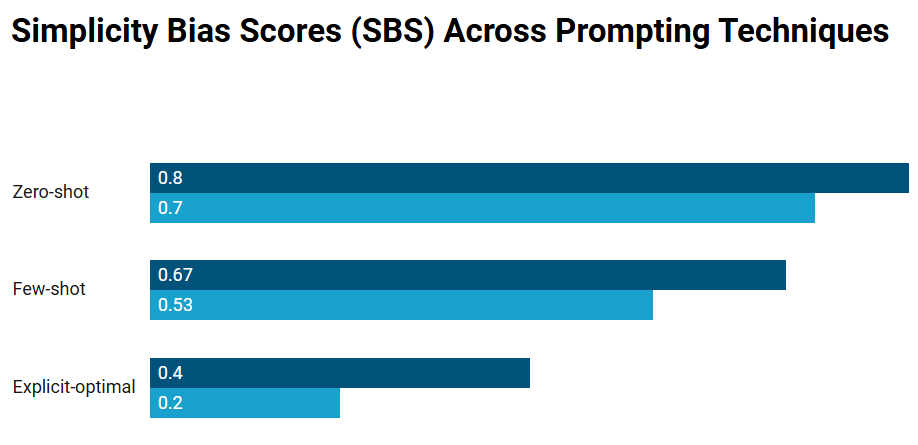 Simplicity Bias Scores (SBS) Across Prompting Techniques
Zero-shot
0.8
0.7
Few-shot
0.67
0.53
Explicit-optimal
0.4
0.2